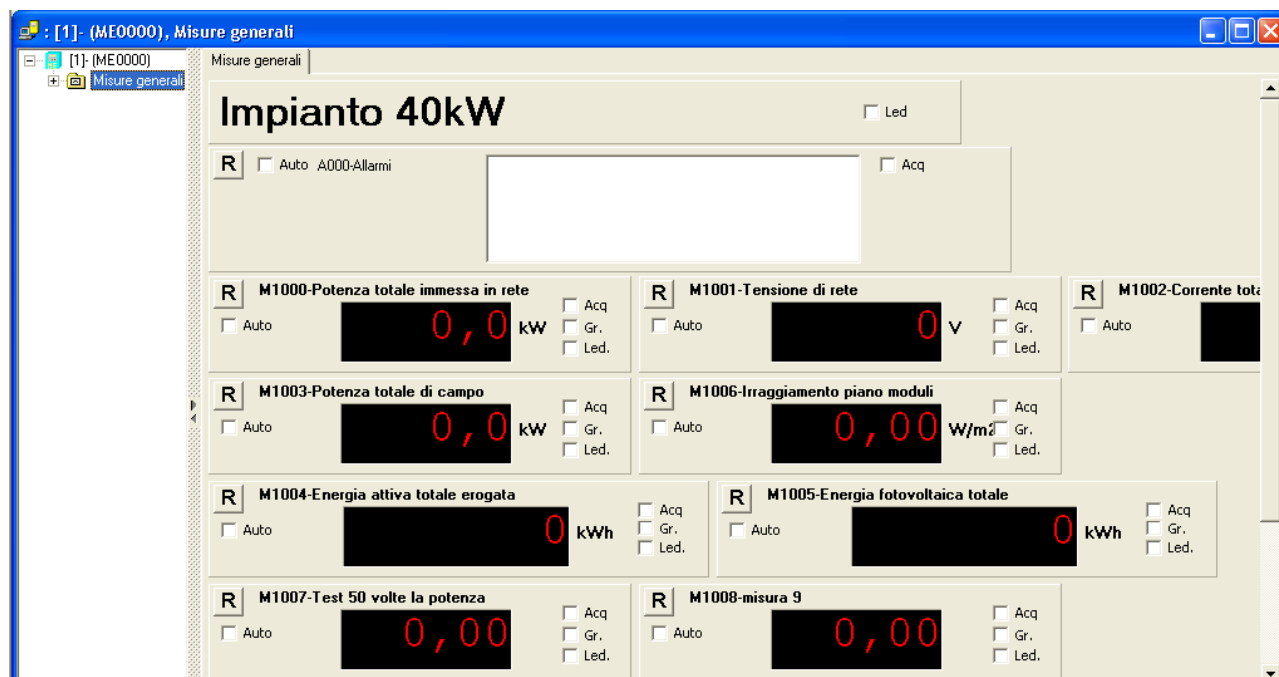 : [1]- (ME0000), Misure generali
[1]- (ME0000)
Misure generali
Misure generali
Impianto 40kW
Led
R Auto A000-Allarmi Acq
R M1000-Potenza totale immessa in rete
Auto 0,0 kW Acq Gr. Led.
R M1001-Tensione di rete
Auto 0 V Acq Gr. Led.
R M1002-Corrente tota
Auto
R M1003-Potenza totale di campo
Auto 0,0 kW Acq Gr. Led.
R M1006-Irraggiamento piano moduli
Auto 0,00 W/m2 Acq Gr. Led.
R M1004-Energia attiva totale erogata
Auto 0 kWh Acq Gr. Led.
R M1005-Energia fotovoltaica totale
Auto 0 kWh Acq Gr. Led.
R M1007-Test 50 volte la potenza
Auto 0,00 Acq Gr. Led.
R M1008-misura 9
Auto 0,00 Acq Gr. Led.